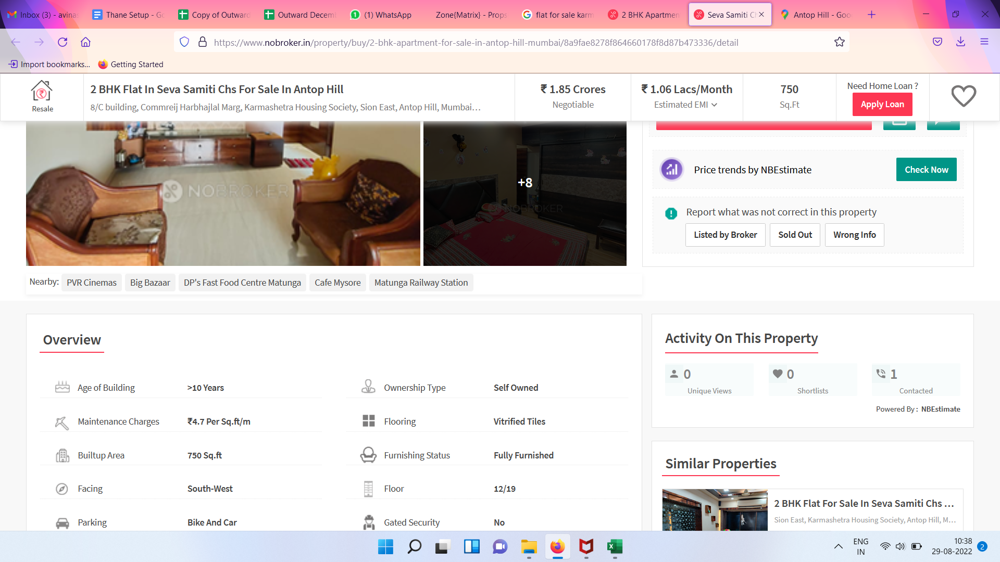 Inbox (3) - avinas
Thane Setup - Go
Copy of Outward
Outward Decemb
(1) WhatsApp
Zone{Matrix} - Props
flat for sale karm
2 BHK Apartmen
Seva Samiti Ch
Antop Hill - Goo
https://www.nobroker.in/property/buy/2-bhk-apartment-for-sale-in-antop-hill-mumbai/8a9fae8278f864660178f8d87b473336/detail
Import bookmarks...
Getting Started
Resale
2 BHK Flat In Seva Samiti Chs For Sale In Antop Hill
8/C building, Commreij Harbhajlal Marg, Karmashetra Housing Society, Sion East, Antop Hill, Mumbai...
₹ 1.85 Crores
Negotiable
₹ 1.06 Lacs/Month
Estimated EMI
750
Sq.Ft
Need Home Loan ?
Apply Loan
NOBROKER
+8
NOBROKER
Price trends by NBEstimate
Check Now
Report what was not correct in this property
Listed by Broker
Sold Out
Wrong Info
Nearby:
PVR Cinemas
Big Bazaar
DP's Fast Food Centre Matunga
Cafe Mysore
Matunga Railway Station
Overview
Age of Building
>10 Years
Ownership Type
Self Owned
Maintenance Charges
₹4.7 Per Sq.ft/m
Flooring
Vitrified Tiles
Builtup Area
750 Sq.ft
Furnishing Status
Fully Furnished
Facing
South-West
Floor
12/19
Parking
Bike And Car
Gated Security
No
Activity On This Property
0
Unique Views
0
Shortlists
1
Contacted
Powered By : NBEstimate
Similar Properties
2 BHK Flat For Sale In Seva Samiti Chs ...
Sion East, Karmashetra Housing Society, Antop Hill, M...
ENG
IN
10:38
29-08-2022
2